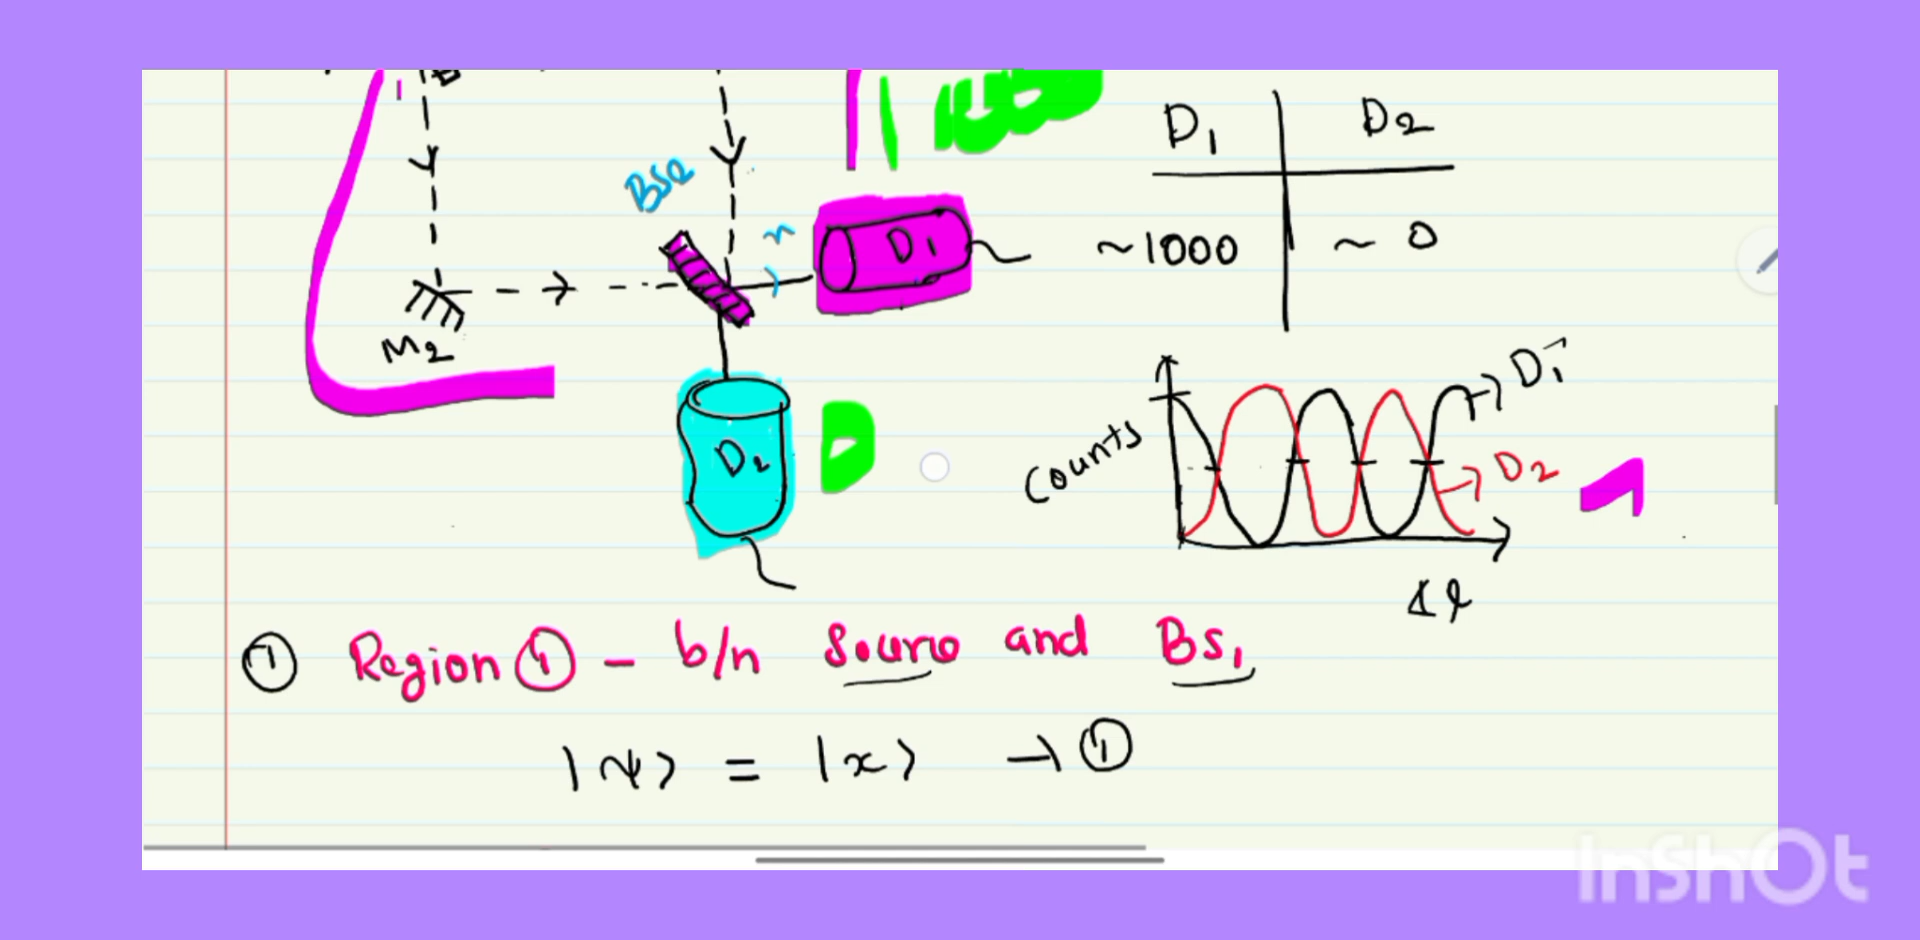 D1 | D2
BS2
x
D1
~1000 | ~ 0
M2
D1
Counts
D2
D2
Δl
① Region ① - b/n Source and BS1
|ψ> = |x> → ①
InShOt